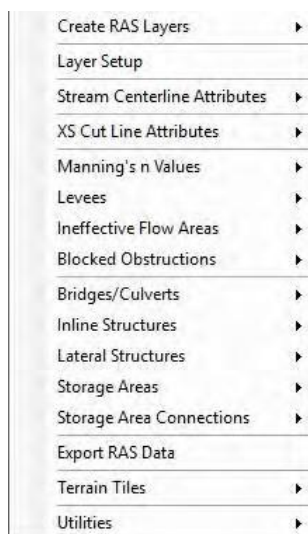 Create RAS Layers
Layer Setup
Stream Centerline Attributes
XS Cut Line Attributes
Manning's n Values
Levees
Ineffective Flow Areas
Blocked Obstructions
Bridges/Culverts
Inline Structures
Lateral Structures
Storage Areas
Storage Area Connections
Export RAS Data
Terrain Tiles
Utilities